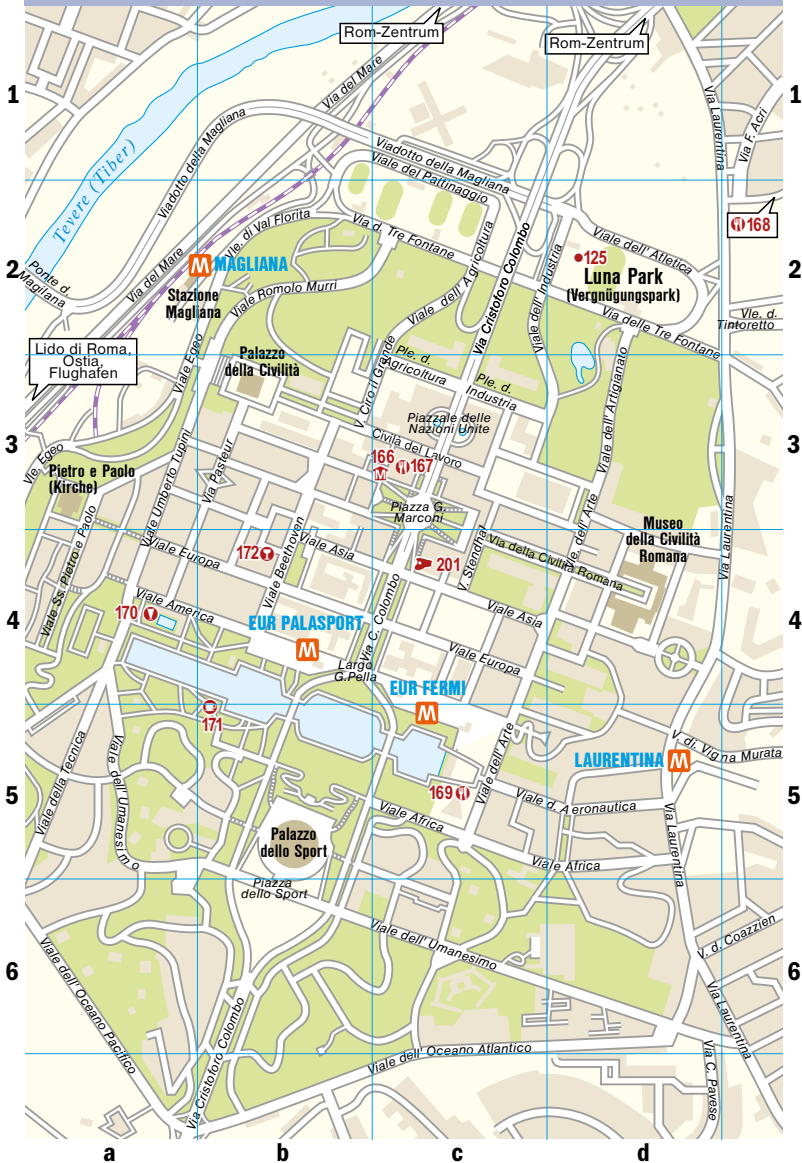 Rom-Zentrum
Rom-Zentrum
1
1
Via del Mare
Via Laurentina
Via F. Acri
Tevere (Tiber)
Viadotto della Magliana
Viadotto della Magliana
Viale del Pattinaggio
168
2
2
Vle. di Val Florita
Via d. Tre Fontane
Viale dell' Agricoltura
Via Cristoforo Colombo
Viale dell' Industria
Viale dell' Atletica
125
Luna Park
(Vergnügungspark)
M MAGLIANA
Stazione
Magliana
Ponte d.
Magilana
Via del Mare
Viale Romolo Murri
Via delle Tre Fontane
Vle. d.
Tintoretto
Lido di Roma,
Ostia,
Flughafen
Viale Egeo
Palazzo
della Civilità
V. Ciro il Grande
Ple. d.
Agricoltura
Ple. d.
Industria
Viale dell' Artigianato
3
3
Piazzale delle
Nazioni Unite
Civilà del Lavoro
166
M
167
Vle. Egeo
Pietro e Paolo
(Kirche)
Viale Umberto Tupini
Via Pasteur
Piazza G.
Marconi
Vle. dell' Arte
Museo
della Civilità
Romana
Via Laurentina
Viale Ss. Pietro e Paolo
Viale Europa
172
Viale Beethoven
Viale Asia
201
V. Stendhal
Via della Civilità Romana
4
4
170
Viale America
EUR PALASPORT
M
Via C. Colombo
Largo
G.Pella
Viale Asia
Viale Europa
EUR FERMI
M
171
5
5
Viale della Tecnica
Viale dell' Umanesimo
Viale dell' Arte
LAURENTINA M
V. di Vigna Murata
169
Viale d. Aeronautica
Via Laurentina
Palazzo
dello Sport
Viale Africa
Viale Africa
Piazza
dello Sport
6
6
Viale dell' Umanesimo
V. d. Coazzien
Viale dell' Oceano Pacifico
Via Cristoforo Colombo
Via Laurentina
Viale dell' Oceano Atlantico
Via C. Pavese
a
b
c
d